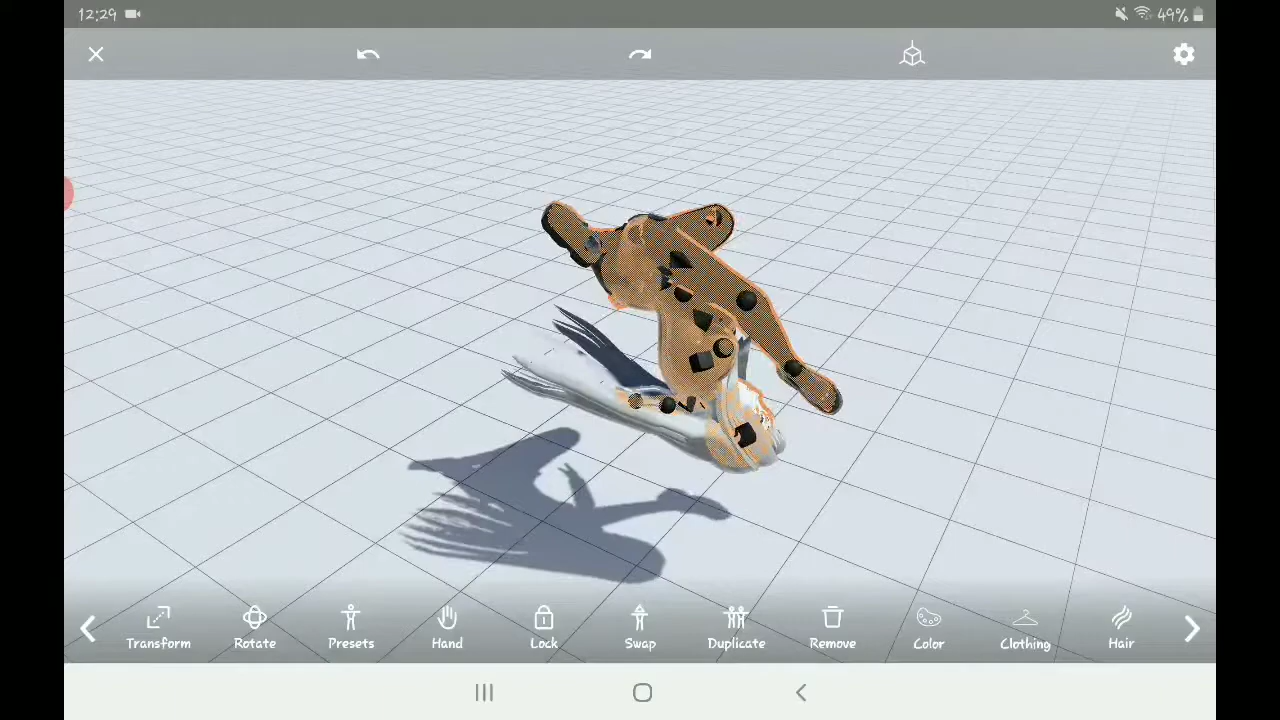 12:29
49%
Transform Rotate Presets Hand Lock Swap Duplicate Remove Color Clothing Hair